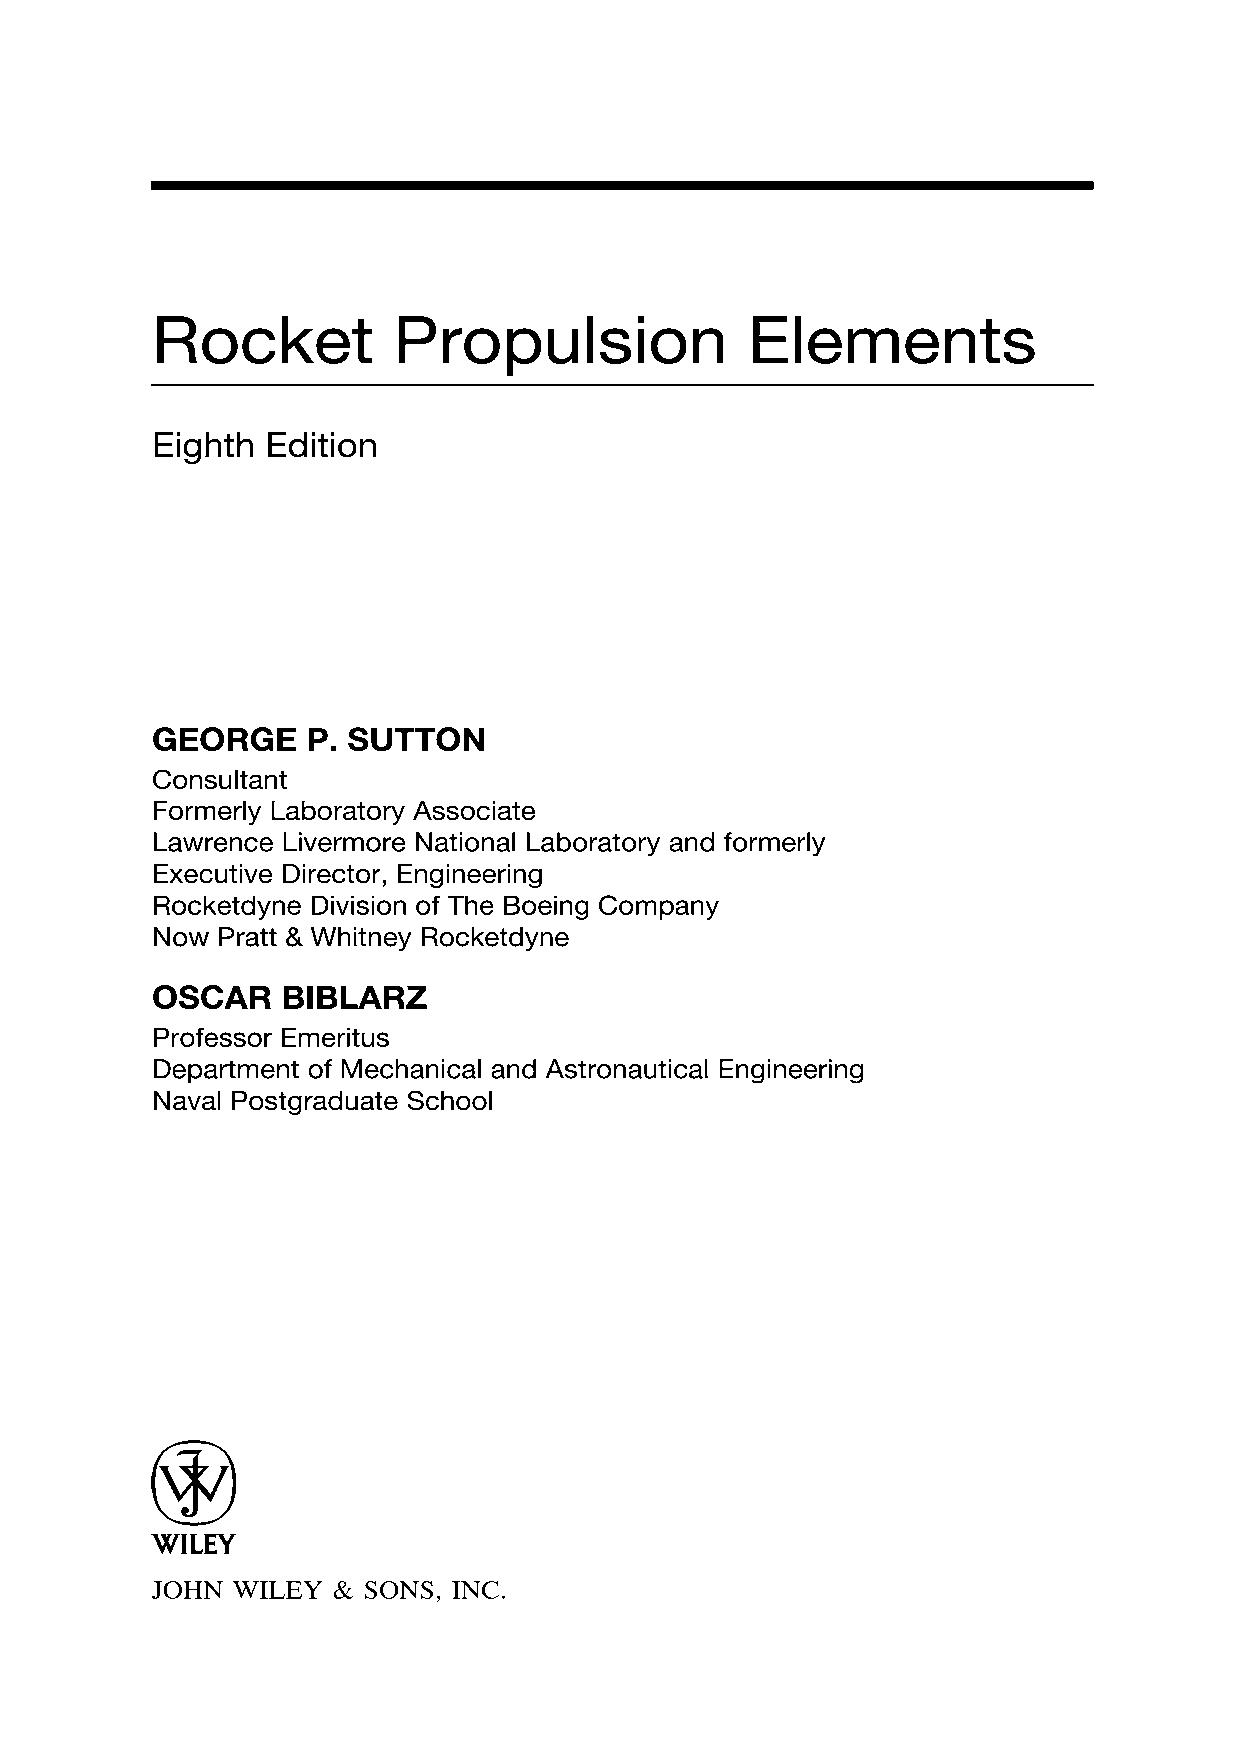 Rocket Propulsion Elements
Eighth Edition
GEORGE P. SUTTON
Consultant
Formerly Laboratory Associate
Lawrence Livermore National Laboratory and formerly
Executive Director, Engineering
Rocketdyne Division of The Boeing Company
Now Pratt & Whitney Rocketdyne
OSCAR BIBLARZ
Professor Emeritus
Department of Mechanical and Astronautical Engineering
Naval Postgraduate School
JW
WILEY
JOHN WILEY & SONS, INC.